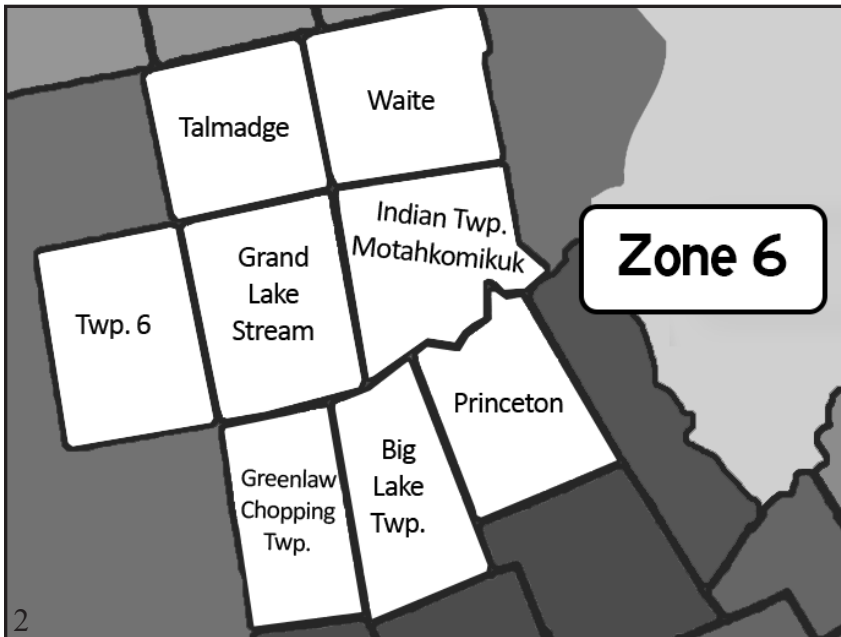 Waite
Talmadge
Indian Twp.
Motahkomikuk
Zone 6
Grand
Lake
Stream
Twp. 6
Princeton
Big
Lake
Twp.
Greenlaw
Chopping
Twp.
2